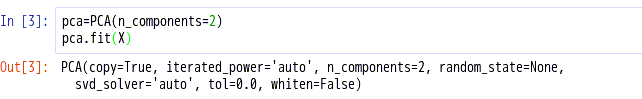 In [3]: pca=PCA(n_components=2)
pca.fit(X)
Out[3]: PCA(copy=True, iterated_power='auto', n_components=2, random_state=None,
svd_solver='auto', tol=0.0, whiten=False)